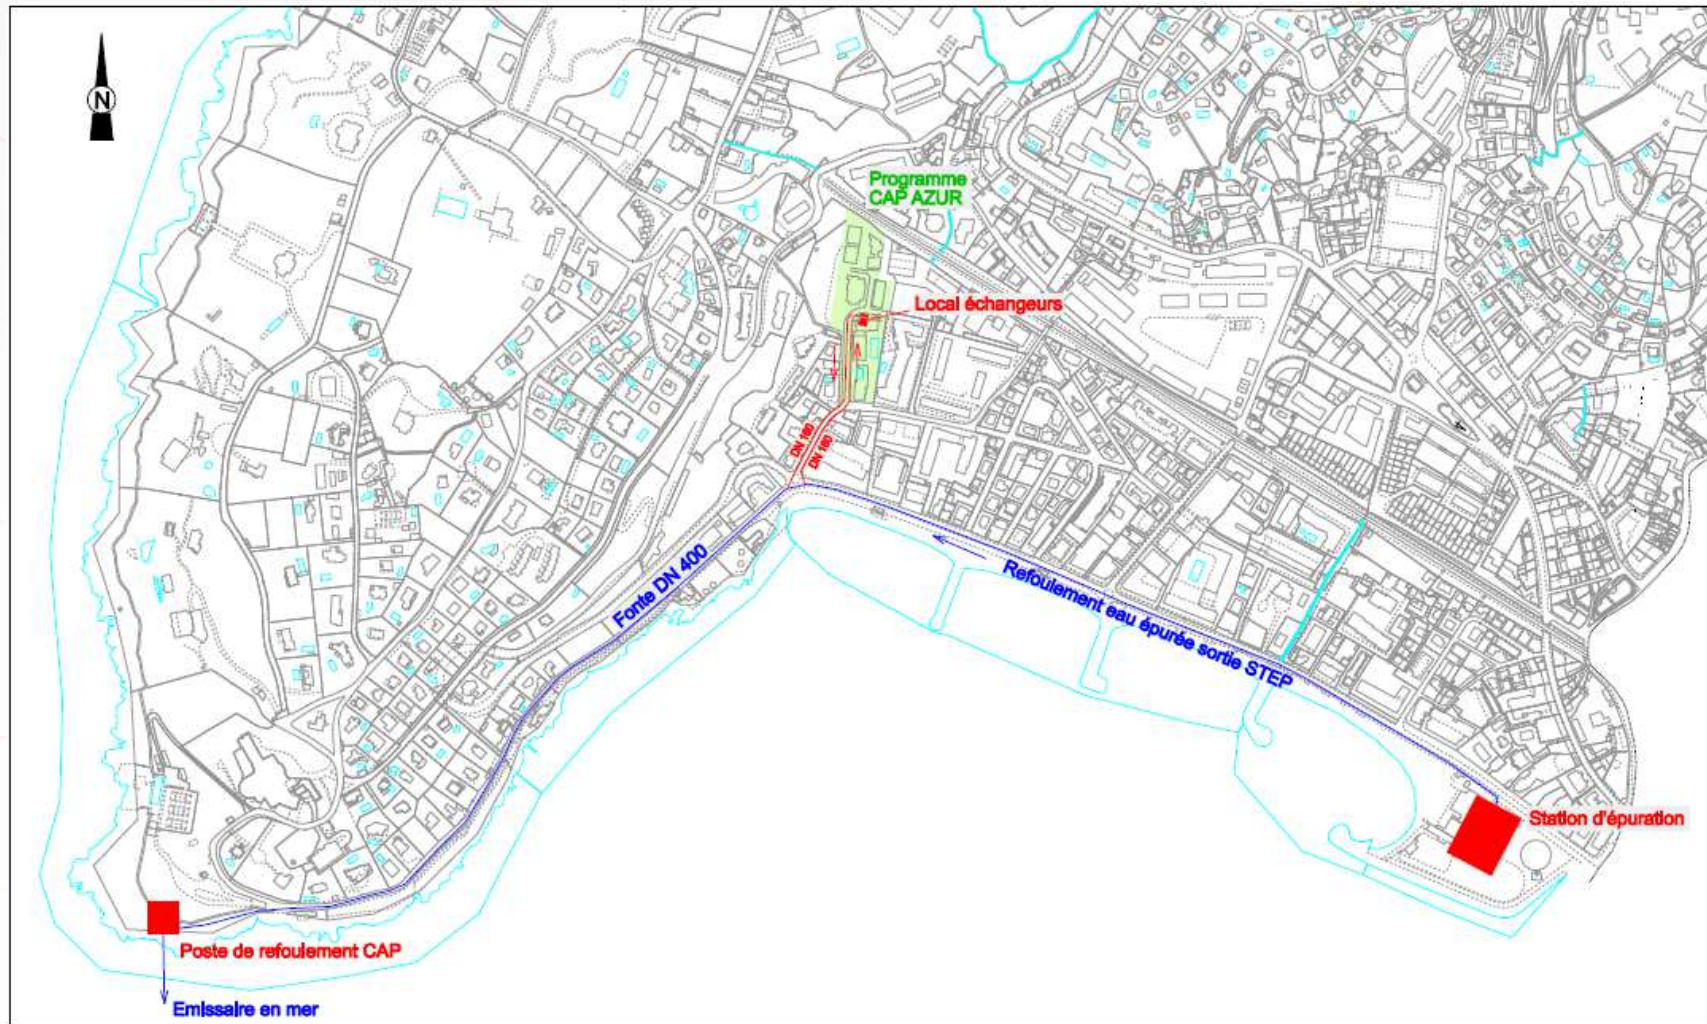 N
Programme
CAP AZUR
Local échangeurs
DN 160
DN 160
Fonte DN 400
Refoulement eau épurée sortie STEP
Station d'épuration
Poste de refoulement CAP
Emissaire en mer